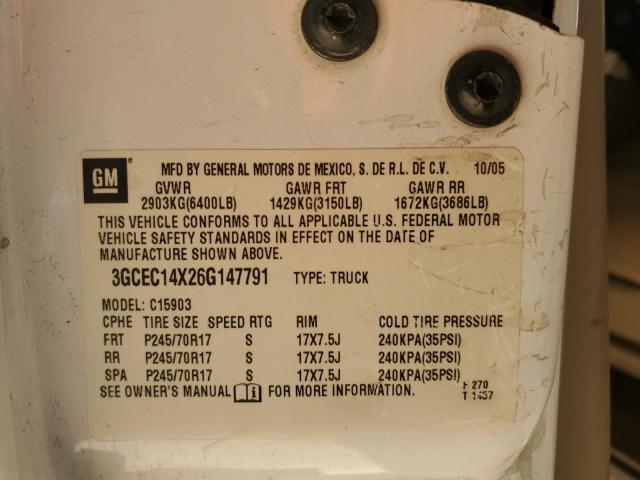 GM
MFD BY GENERAL MOTORS DE MEXICO, S. DE R.L. DE C.V. 10/05
GVWR GAWR FRT GAWR RR
2903KG(6400LB) 1429KG(3150LB) 1672KG(3686LB)
THIS VEHICLE CONFORMS TO ALL APPLICABLE U.S. FEDERAL MOTOR
VEHICLE SAFETY STANDARDS IN EFFECT ON THE DATE OF
MANUFACTURE SHOWN ABOVE.
3GCEC14X26G147791 TYPE: TRUCK
MODEL: C15903
CPHE TIRE SIZE SPEED RTG RIM COLD TIRE PRESSURE
FRT P245/70R17 S 17X7.5J 240KPA(35PSI)
RR P245/70R17 S 17X7.5J 240KPA(35PSI)
SPA P245/70R17 S 17X7.5J 240KPA(35PSI)
SEE OWNER'S MANUAL FOR MORE INFORMATION.
F 270
T 1457